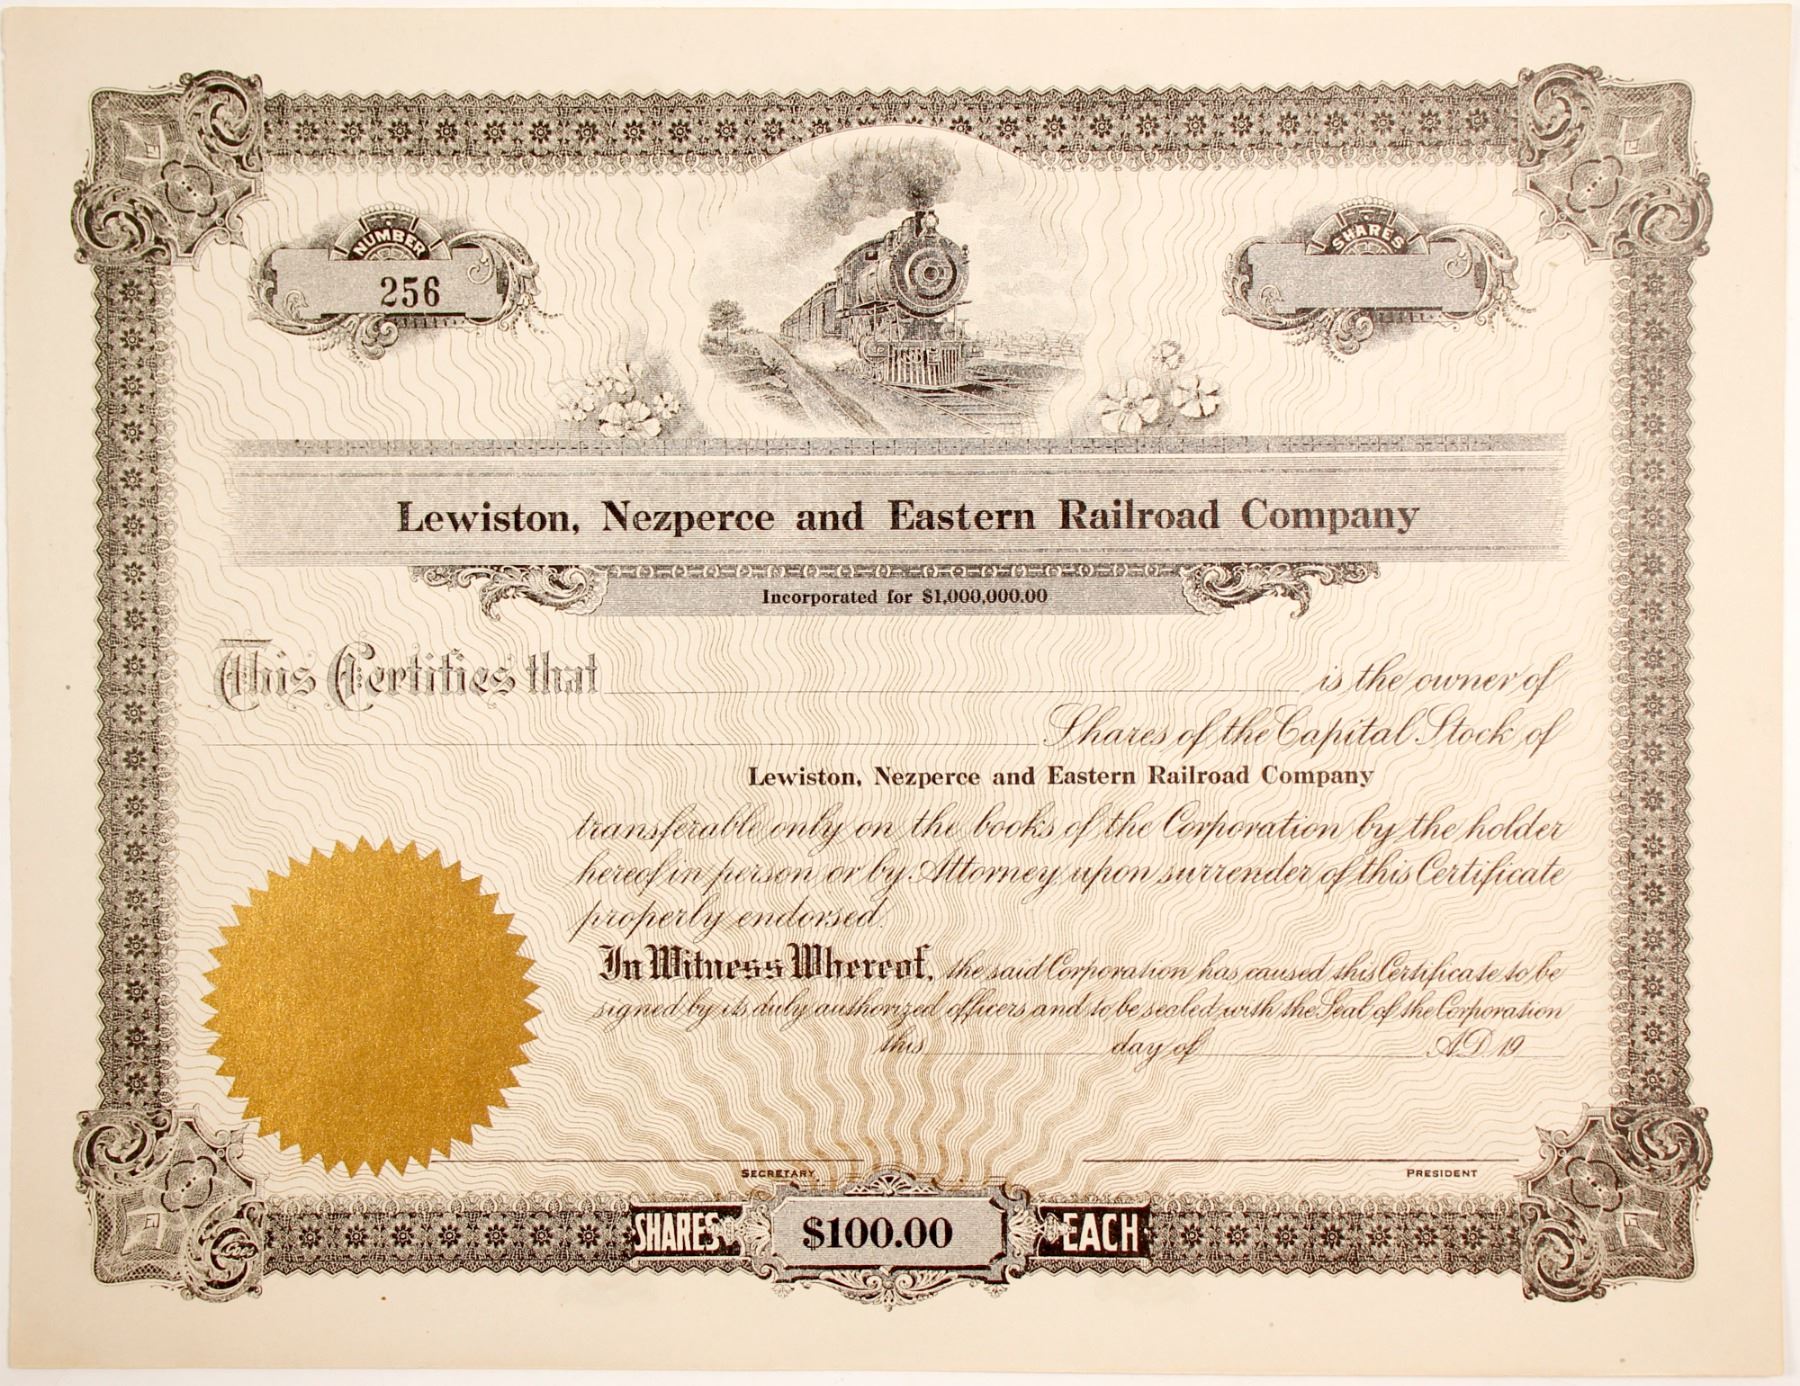 NUMBER
256
SHARES
Lewiston, Nezperce and Eastern Railroad Company
Incorporated for $1,000,000.00
This Certifies that is the owner of
Shares of the Capital Stock of
Lewiston, Nezperce and Eastern Railroad Company
transferable only on the books of the Corporation by the holder
hereof in person or by Attorney upon surrender of this Certificate
properly endorsed.
In Witness Whereof, the said Corporation has caused this Certificate to be
signed by its duly authorized officers and to be sealed with the Seal of the Corporation
this day of A.D. 19
SECRETARY
PRESIDENT
SHARES $100.00 EACH
Goes